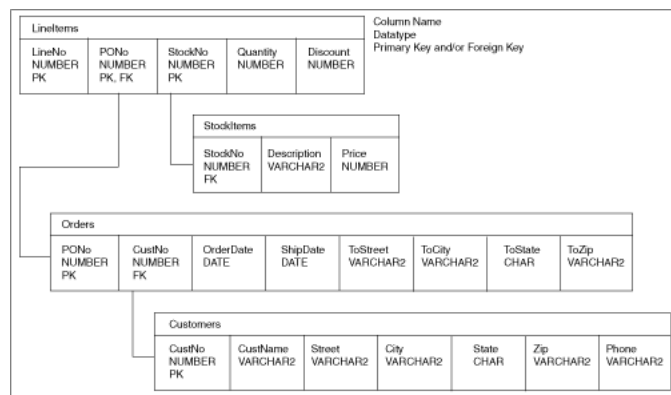 LineItems
Column Name
Datatype
Primary Key and/or Foreign Key
LineNo PONo StockNo Quantity Discount
NUMBER NUMBER NUMBER NUMBER NUMBER
PK PK, FK PK
StockItems
StockNo Description Price
NUMBER VARCHAR2 NUMBER
FK
Orders
PONo CustNo OrderDate ShipDate ToStreet ToCity ToState ToZip
NUMBER NUMBER DATE DATE VARCHAR2 VARCHAR2 CHAR VARCHAR2
PK FK
Customers
CustNo CustName Street City State Zip Phone
NUMBER VARCHAR2 VARCHAR2 VARCHAR2 CHAR VARCHAR2 VARCHAR2
PK